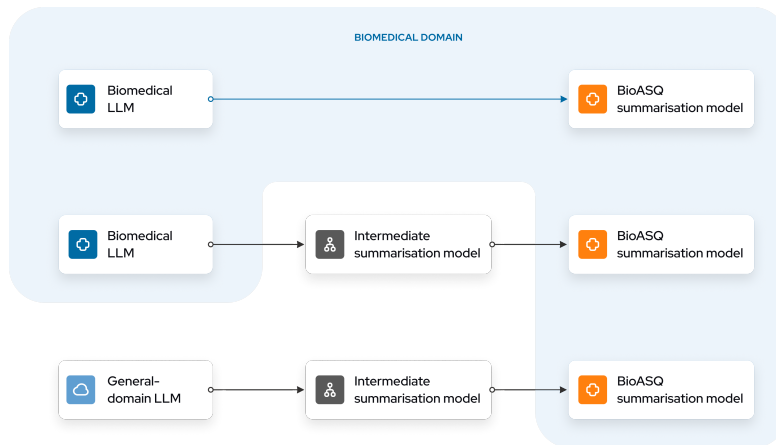 BIOMEDICAL DOMAIN
Biomedical
LLM
BioASQ
summarisation model
Biomedical
LLM
Intermediate
summarisation model
BioASQ
summarisation model
General-
domain LLM
Intermediate
summarisation model
BioASQ
summarisation model